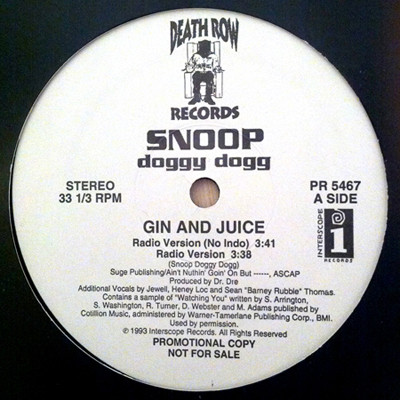 DEATH ROW
RECORDS
SNOOP
doggy dogg
STEREO
33 1/3 RPM
PR 5467
A SIDE
INTERSCOPE
RECORDS
GIN AND JUICE
Radio Version (No Indo) 3:41
Radio Version 3:38
(Snoop Doggy Dogg)
Suge Publishing/Ain't Nuthin' Goin' On But ------, ASCAP
Produced by Dr. Dre
Additional Vocals by Jewell, Heney Loc and Sean "Barney Rubble" Thomas.
Contains a sample of "Watching You" written by S. Arrington,
S. Washington, R. Turner, D. Webster and M. Adams published by
Cotillion Music, administered by Warner-Tamerlane Publishing Corp., BMI.
Used by permission.
© 1993 Interscope Records. All Rights Reserved
PROMOTIONAL COPY
NOT FOR SALE